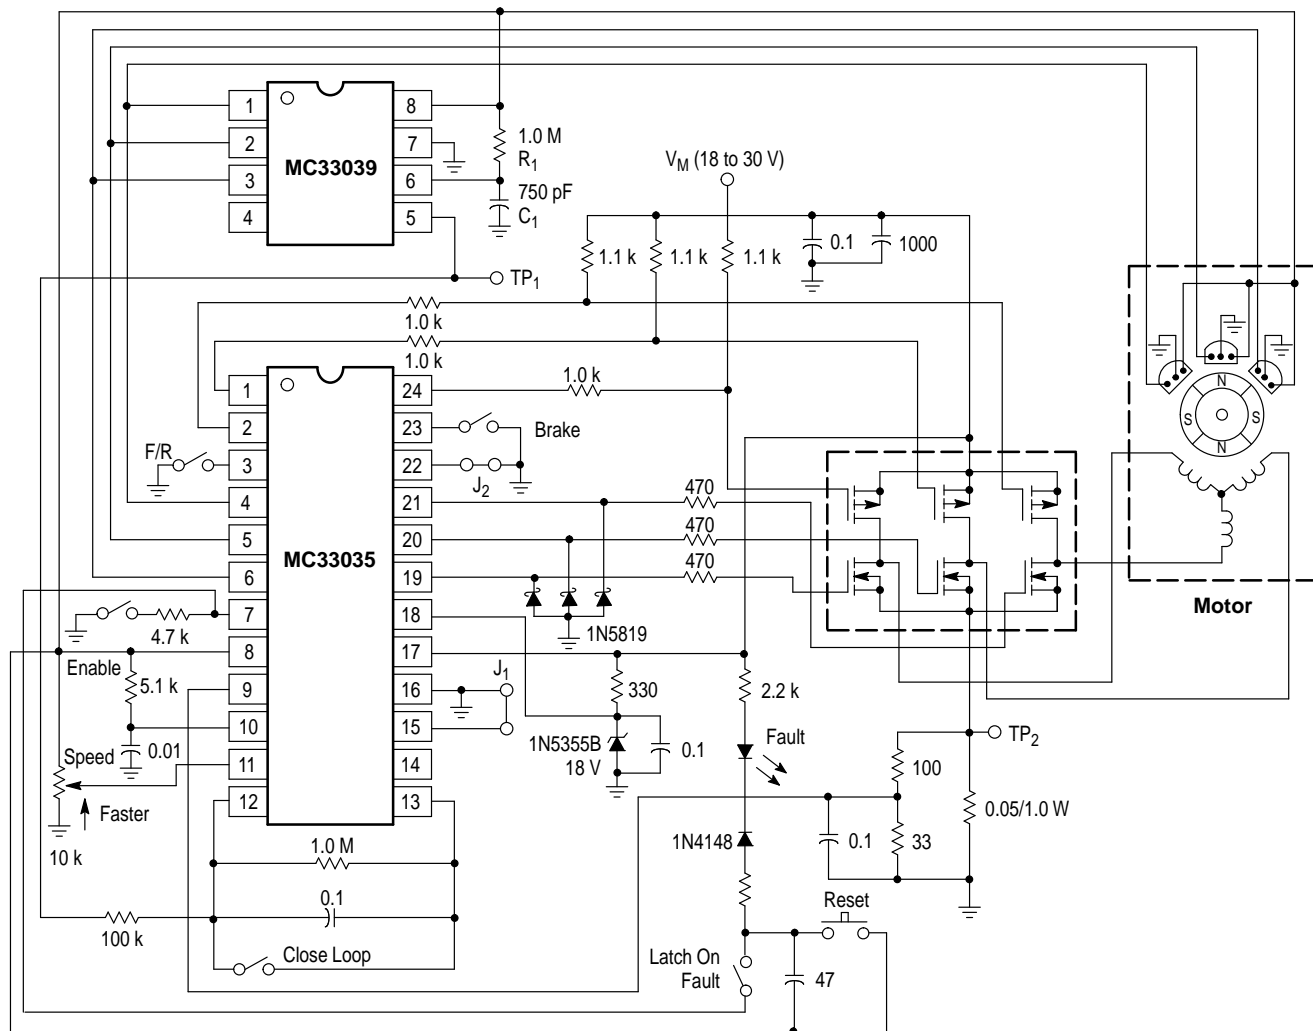 1
2
3
4
MC33039
8
7
6
5
1.0 M
R1
750 pF
C1
VM (18 to 30 V)
1.1 k
1.1 k
1.1 k
0.1
1000
TP1
1.0 k
1.0 k
1.0 k
MC33035
1
2
3
4
5
6
7
8
9
10
11
12
24
23
22
21
20
19
18
17
16
15
14
13
Brake
F/R
J2
470
470
470
N
S
S
N
Motor
1N5819
4.7 k
Enable
5.1 k
J1
330
2.2 k
0.01
Speed
1N5355B
18 V
0.1
Fault
TP2
100
Faster
10 k
0.05/1.0 W
1.0 M
1N4148
0.1
33
0.1
Reset
100 k
Close Loop
Latch On
Fault
47